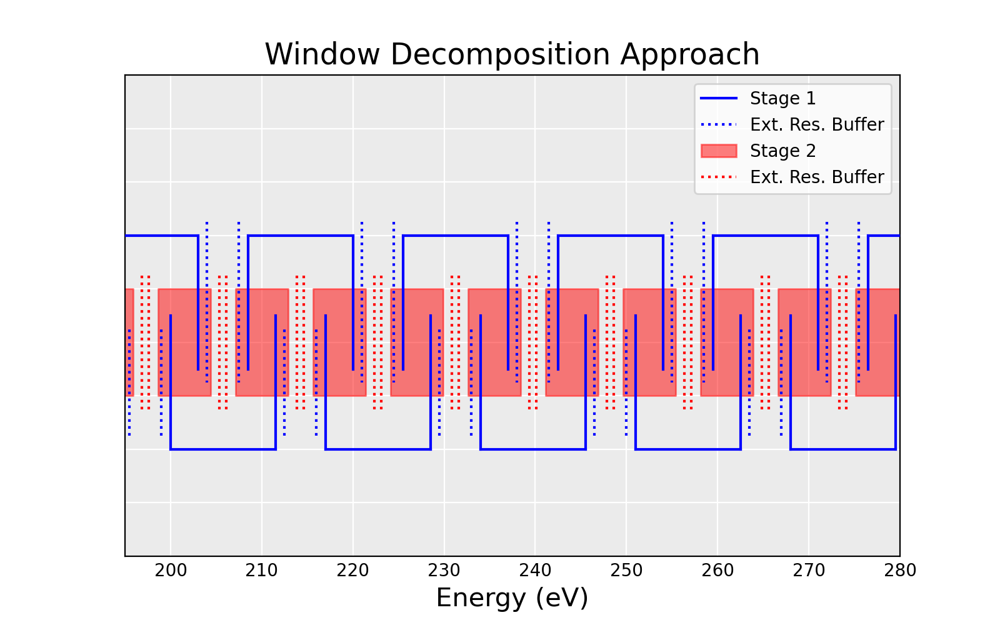 Window Decomposition Approach
Stage 1
Ext. Res. Buffer
Stage 2
Ext. Res. Buffer
200 210 220 230 240 250 260 270 280
Energy (eV)